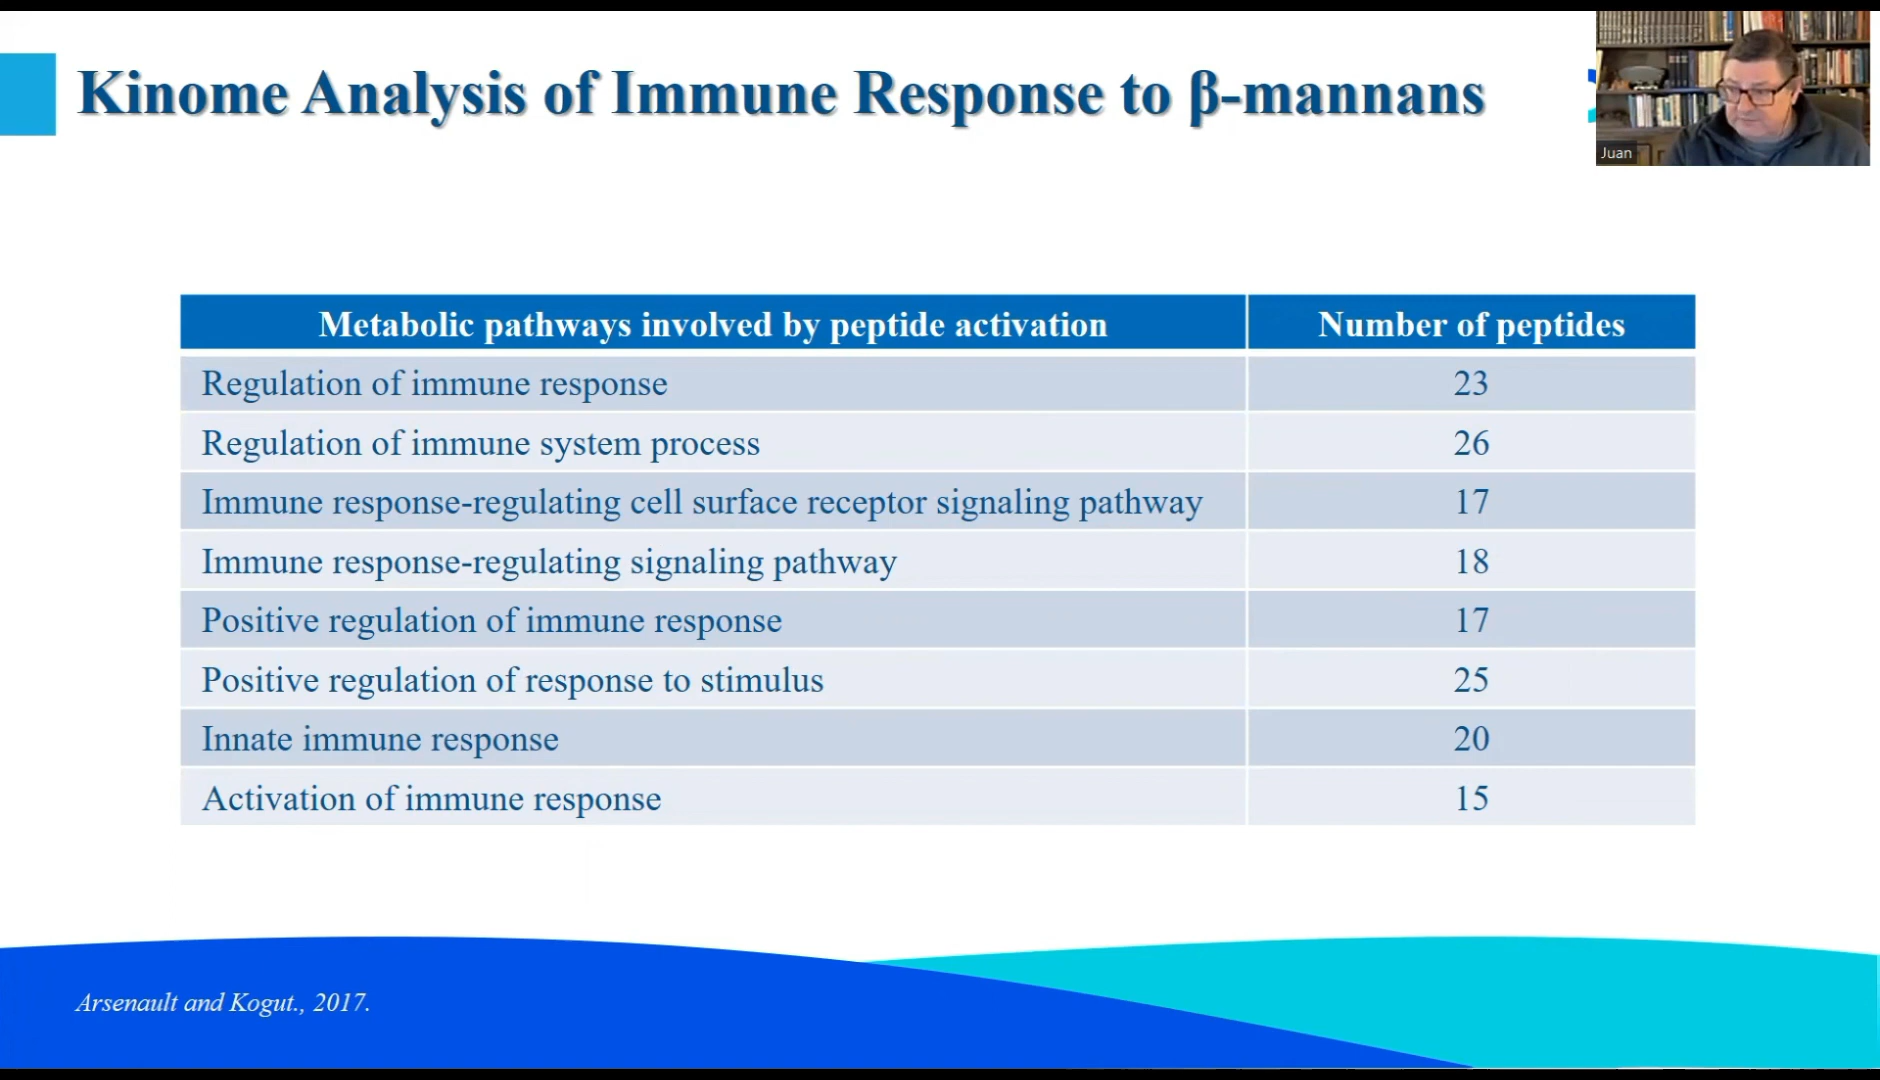 Kinome Analysis of Immune Response to β-mannans
Juan
Metabolic pathways involved by peptide activation Number of peptides
Regulation of immune response 23
Regulation of immune system process 26
Immune response-regulating cell surface receptor signaling pathway 17
Immune response-regulating signaling pathway 18
Positive regulation of immune response 17
Positive regulation of response to stimulus 25
Innate immune response 20
Activation of immune response 15
Arsenault and Kogut., 2017.